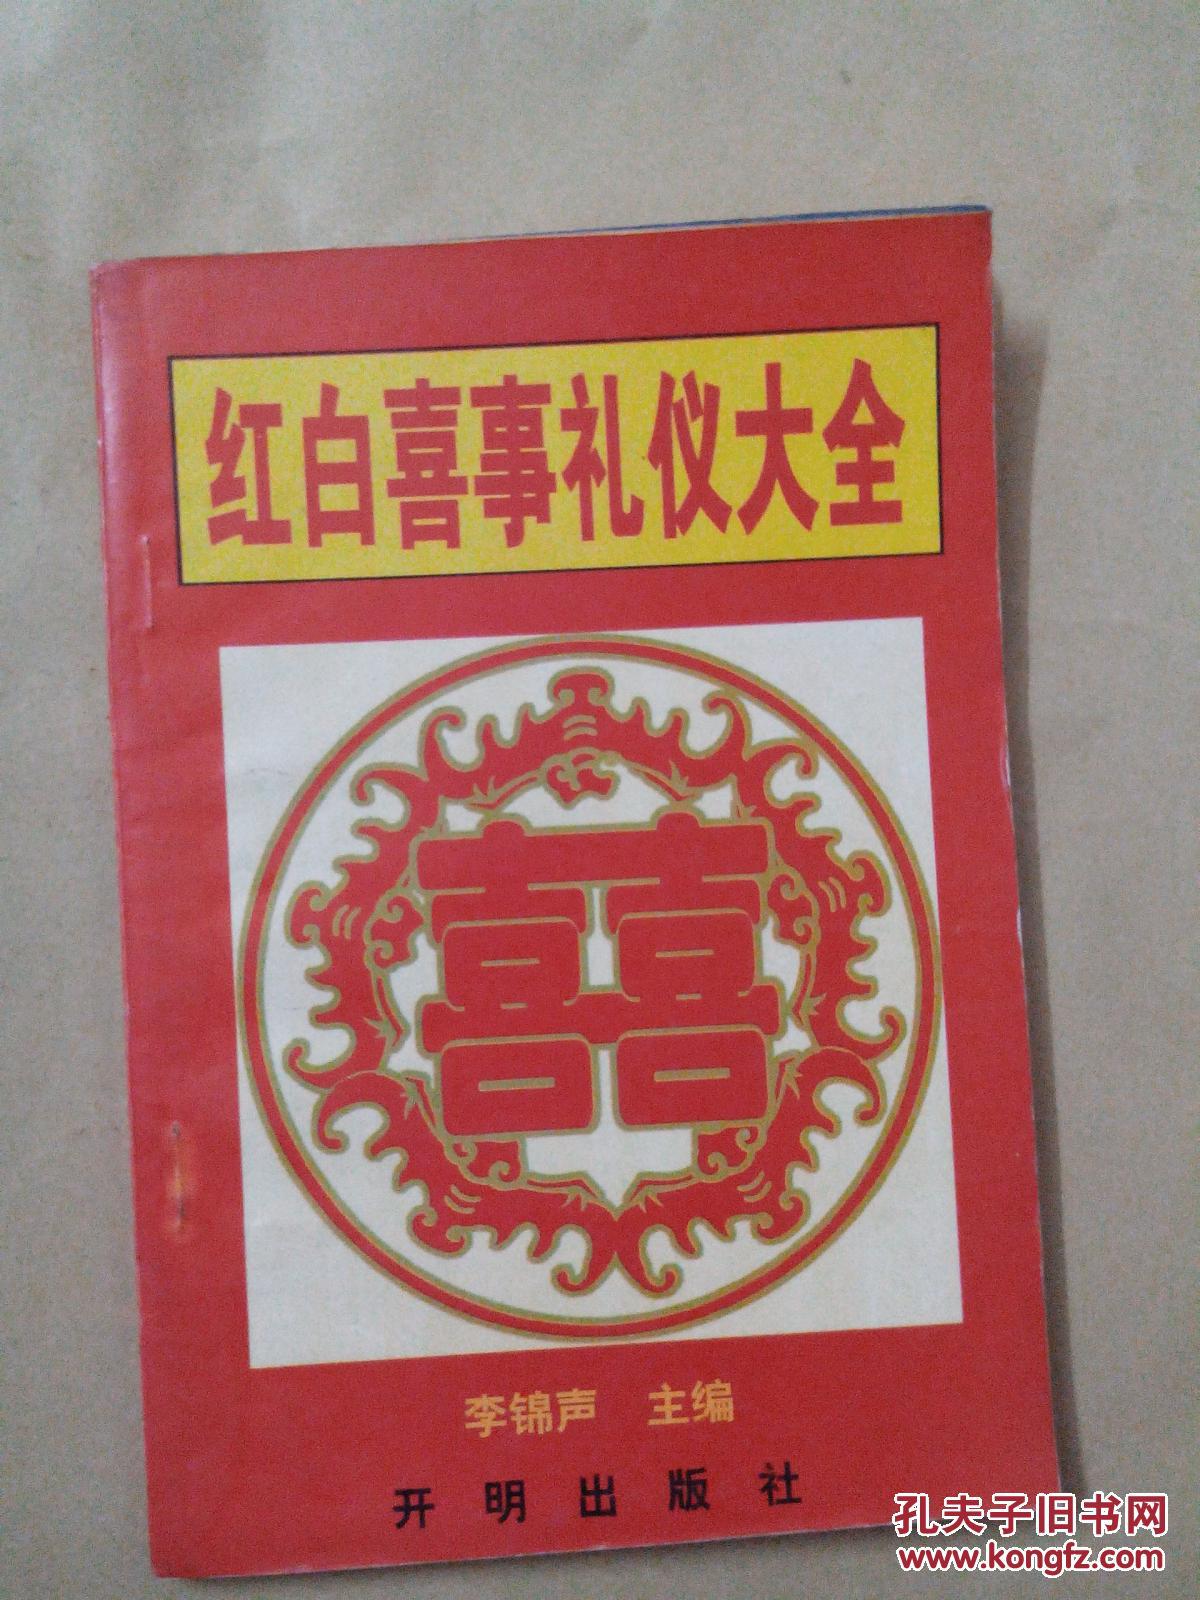 红白喜事礼仪大全
囍
李锦声 主编
开明出版社
孔夫子旧书网
www.kongfz.com